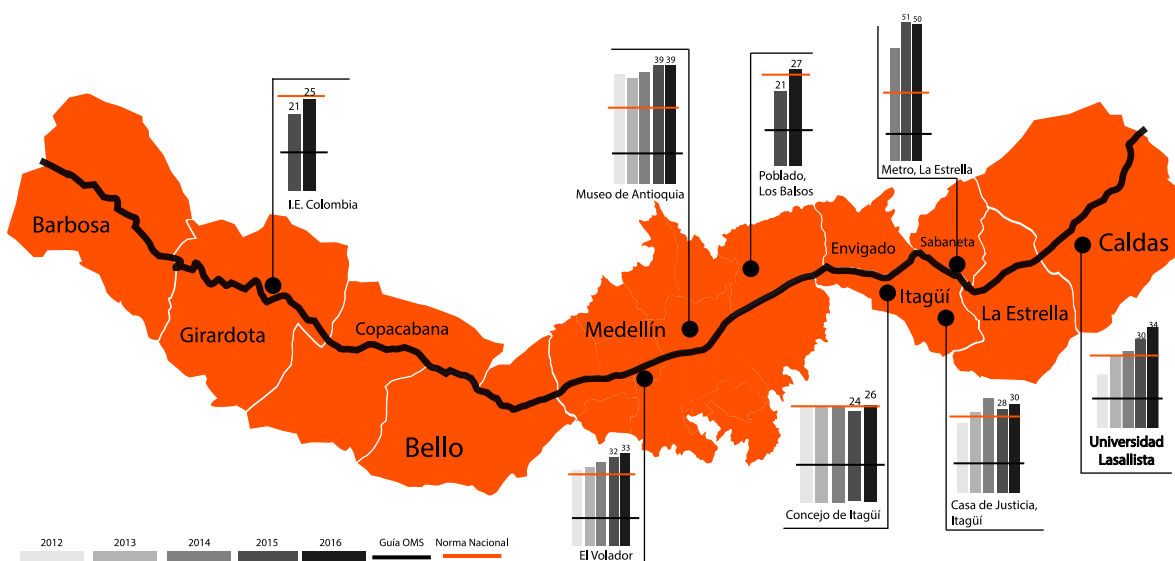 51
50
39
39
27
25
21
21
Metro, La Estrella
Poblado,
Los Balsos
Museo de Antioquia
I.E. Colombia
Barbosa
Girardota
Copacabana
Bello
Medellín
Envigado
Sabaneta
Itagüí
La Estrella
Caldas
34
30
Universidad
Lasallista
24
26
Concejo de Itagüí
28
30
Casa de Justicia,
Itagüí
32
33
El Volador
2012
2013
2014
2015
2016
Guía OMS
Norma Nacional